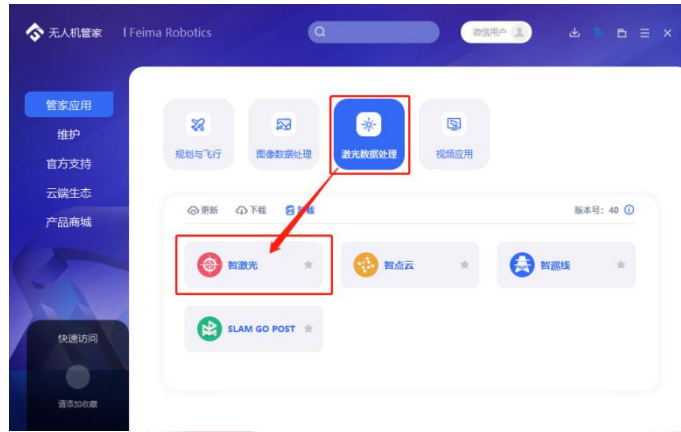 无人机管家 | Feima Robotics
微信用户
管家应用
维护
官方支持
云端生态
产品商城
规划与飞行 图像数据处理 激光数据处理 视频应用
更新 下载 卸载 版本号: 40
智激光 智点云 智巡线
SLAM GO POST
快速访问
请添加收藏